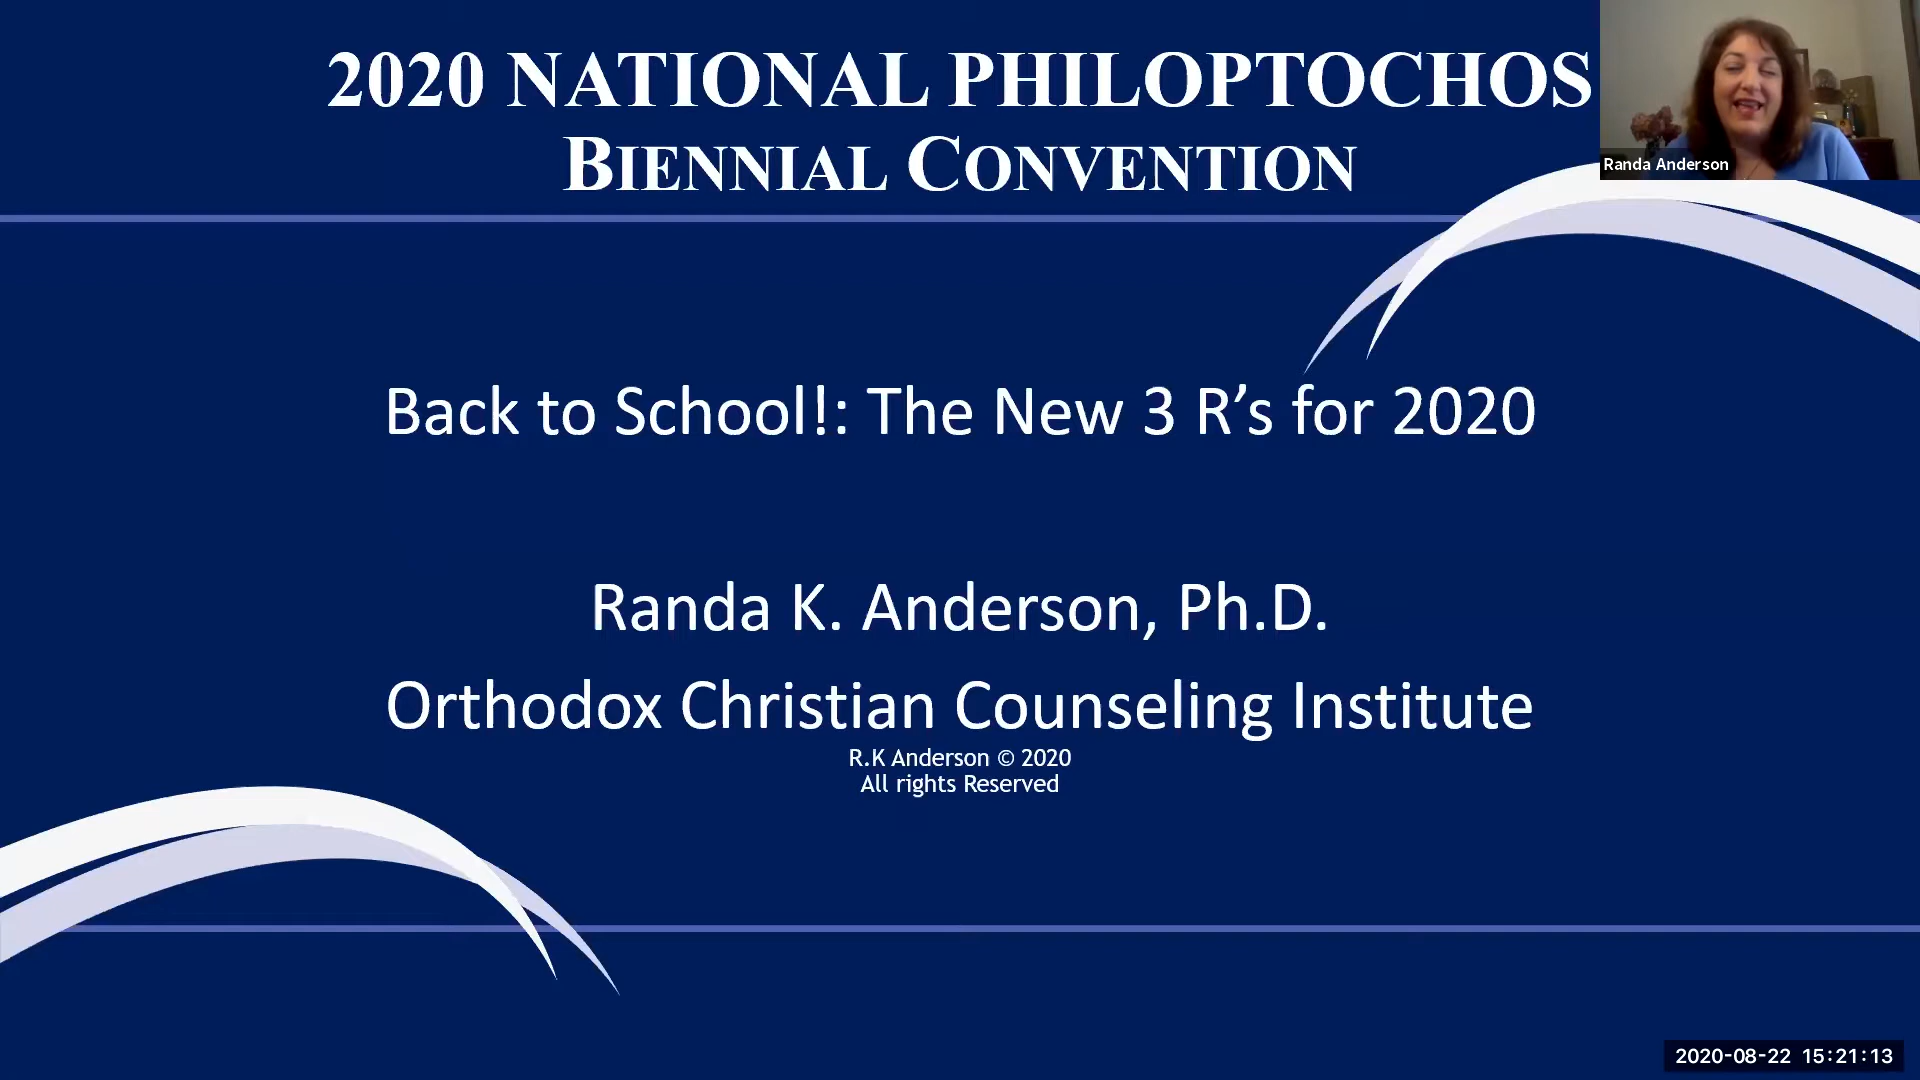 2020 NATIONAL PHILOPTOCHOS
BIENNIAL CONVENTION
Randa Anderson
Back to School!: The New 3 R’s for 2020
Randa K. Anderson, Ph.D.
Orthodox Christian Counseling Institute
R.K Anderson © 2020
All rights Reserved
2020-08-22 15:21:13